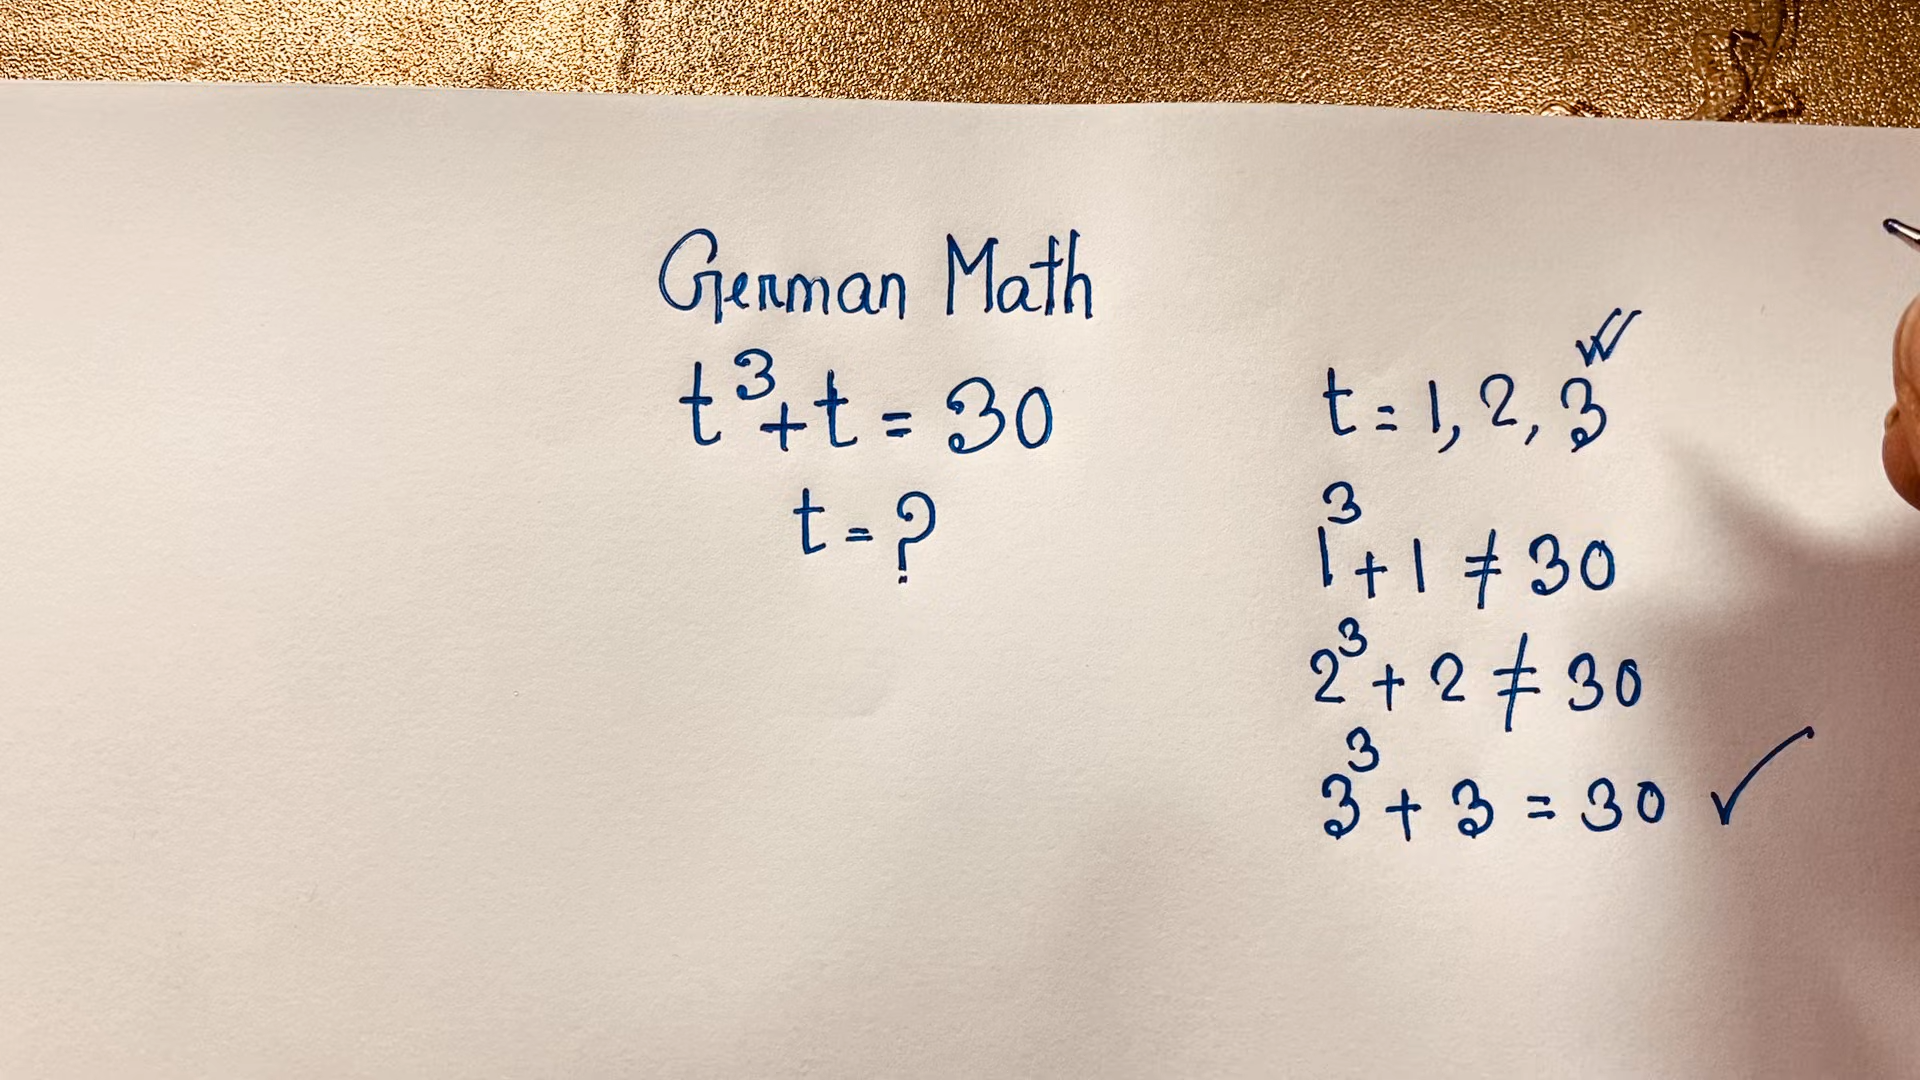 German Math
t³+t=30
t=?
t=1, 2, 3
1³+1≠30
2³+2≠30
3³+3=30 ✓